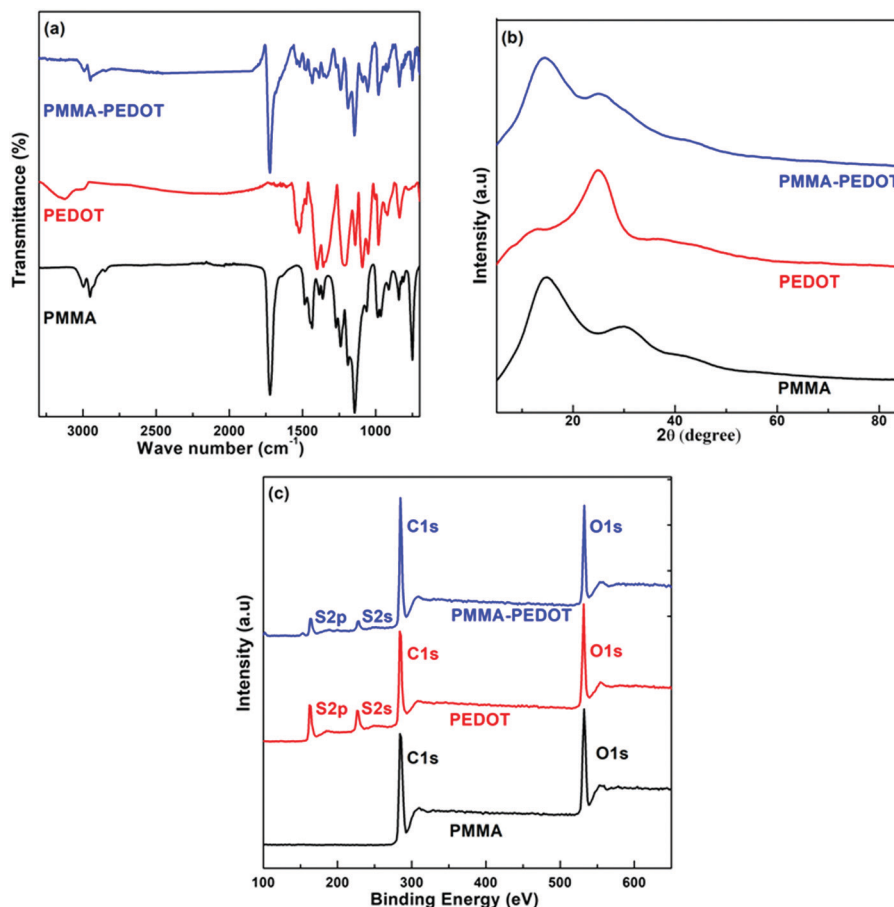 (a)
PMMA-PEDOT
PEDOT
PMMA
Transmittance (%)
3000 2500 2000 1500 1000
Wave number (cm⁻¹)
(b)
PMMA-PEDOT
PEDOT
PMMA
Intensity (a.u)
20 40 60 80
2θ (degree)
(c)
C1s O1s
S2p S2s
PMMA-PEDOT
C1s O1s
S2p S2s
PEDOT
C1s O1s
PMMA
Intensity (a.u)
100 200 300 400 500 600
Binding Energy (eV)